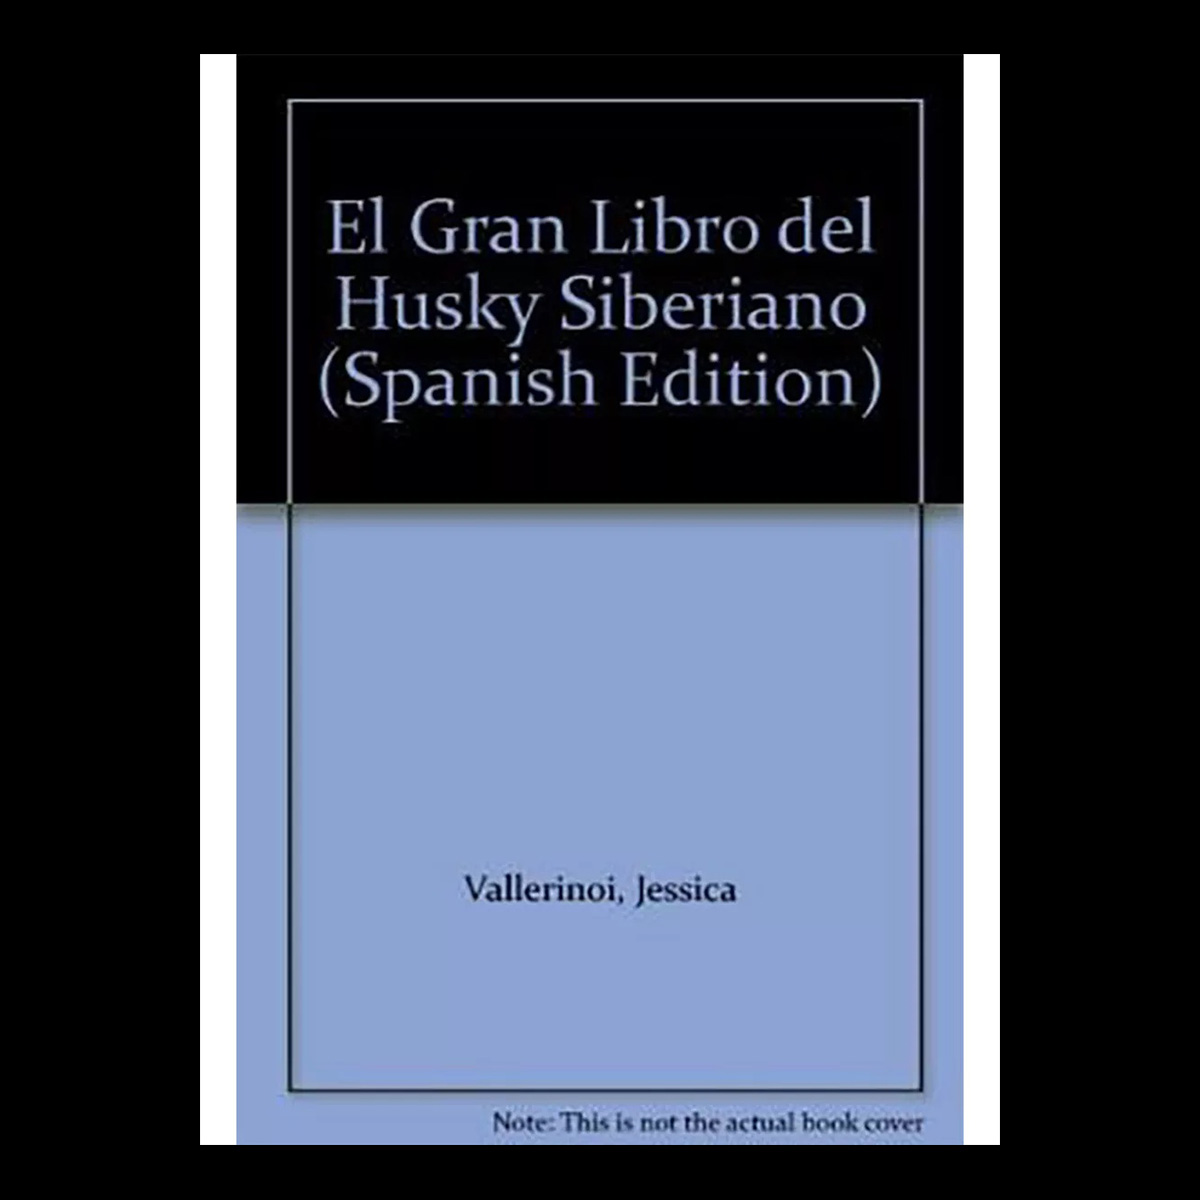 El Gran Libro del
Husky Siberiano
(Spanish Edition)
Vallerinoi, Jessica
Note: This is not the actual book cover